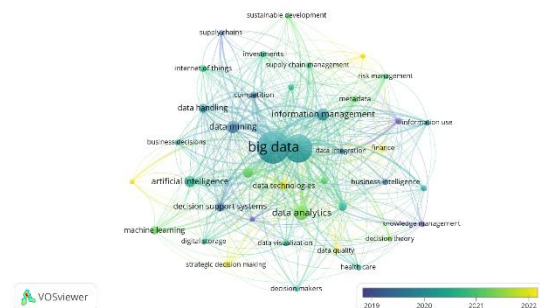 sustainable development
supply chains
investments
supply chain management
internet of things
risk management
competition
metadata
data handling
information management
information use
data mining
business decisions
big data
data integration
finance
artificial intelligence
data technologies
business intelligence
decision support systems
data analytics
knowledge management
machine learning
digital storage
data visualization
decision theory
data quality
strategic decision making
health care
decision makers
VOSviewer
2019 2020 2021 2022